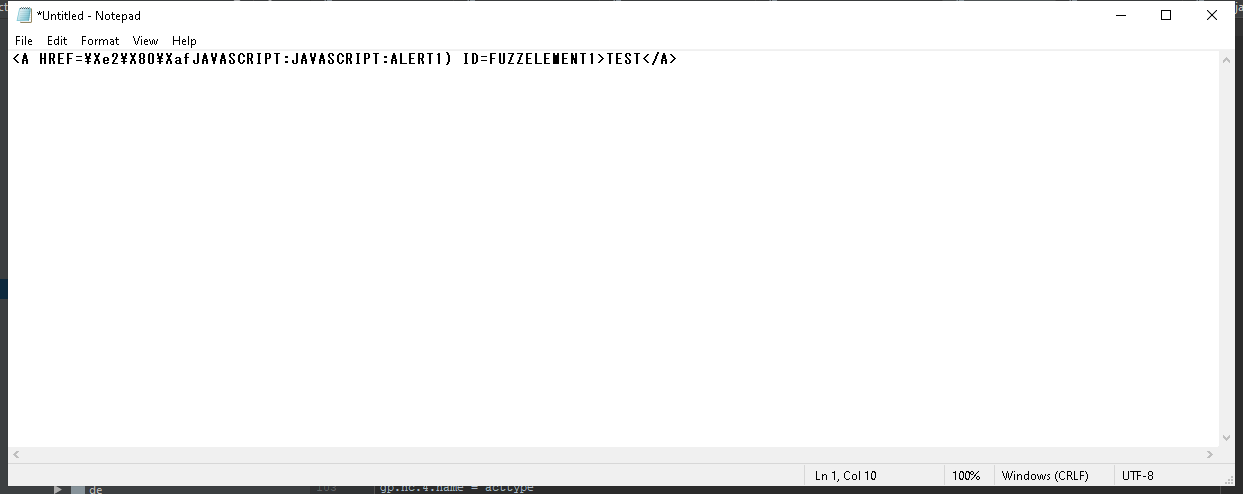 *Untitled - Notepad
File Edit Format View Help
<A HREF=¥Xe2¥X80¥XafJAVASCRIPT:JAVASCRIPT:ALERT1) ID=FUZZELEMENT1>TEST</A>
Ln 1, Col 10 100% Windows (CRLF) UTF-8
de
gp.nc.4.name = acttype